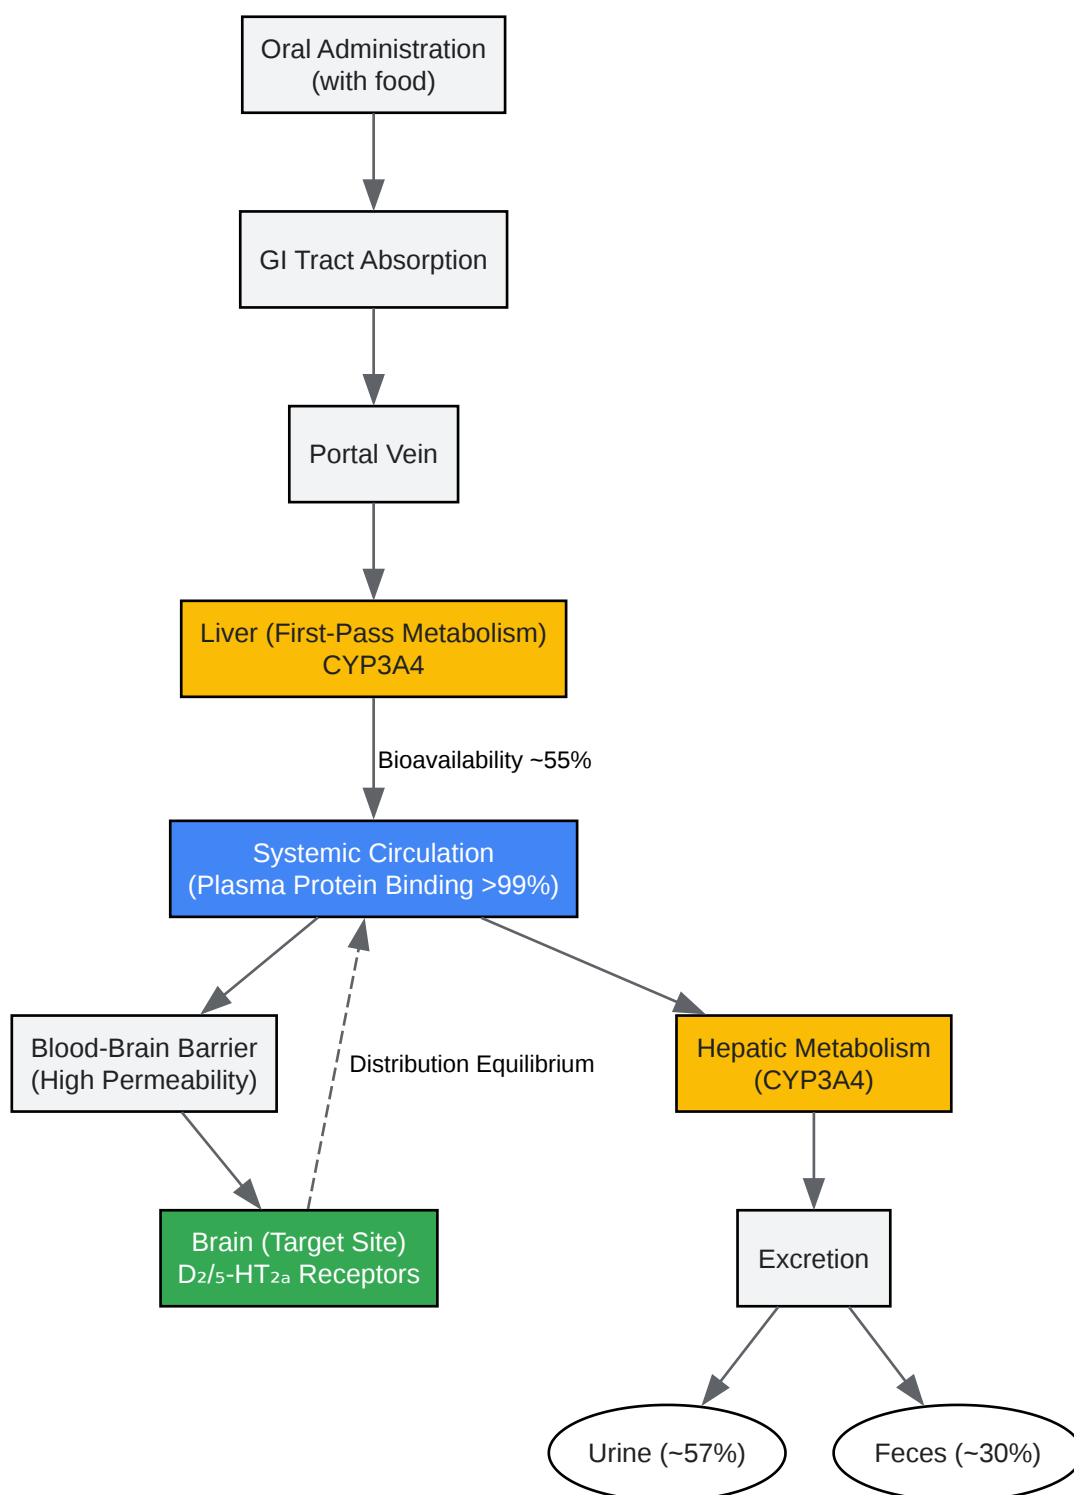 Oral Administration
(with food)
GI Tract Absorption
Portal Vein
Liver (First-Pass Metabolism)
CYP3A4
Bioavailability ~55%
Systemic Circulation
(Plasma Protein Binding >99%)
Blood-Brain Barrier
(High Permeability)
Distribution Equilibrium
Hepatic Metabolism
(CYP3A4)
Brain (Target Site)
D₂/₅-HT₂ₐ Receptors
Excretion
Urine (~57%)
Feces (~30%)